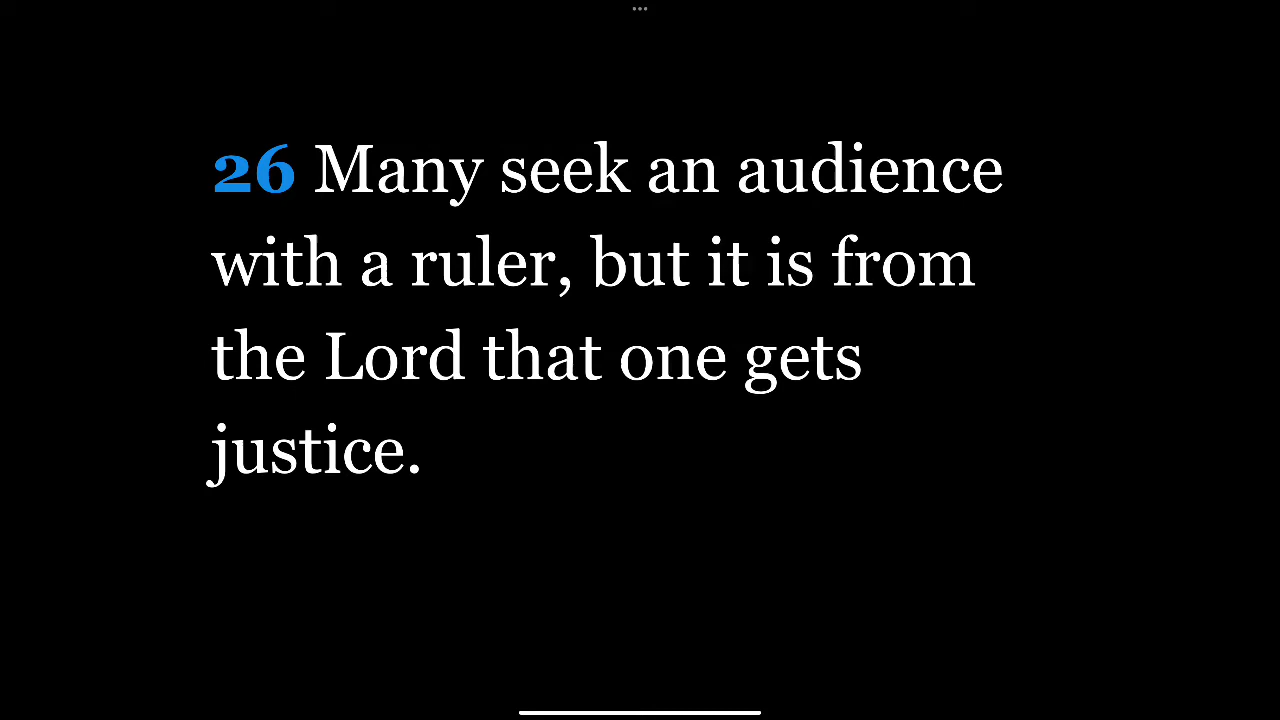 26 Many seek an audience
with a ruler, but it is from
the Lord that one gets
justice.